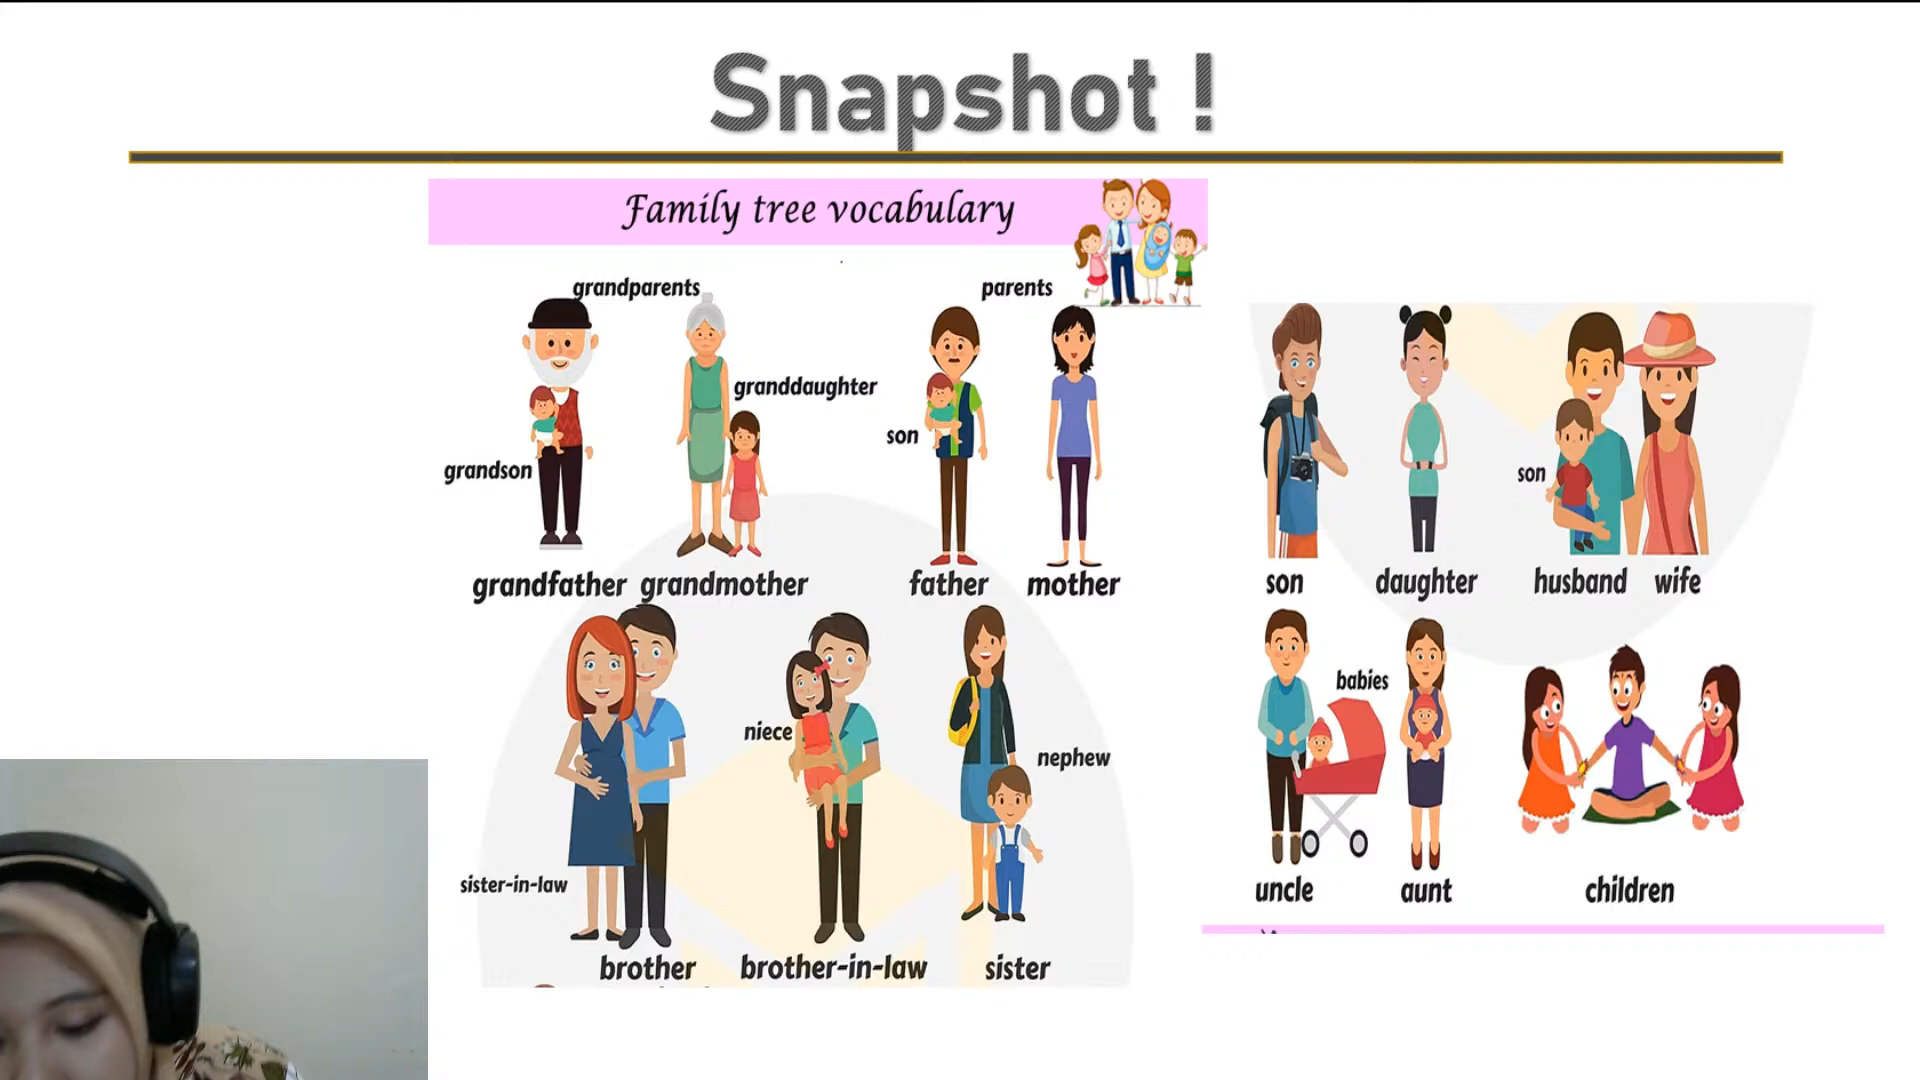 Snapshot !
Family tree vocabulary
grandparents
parents
granddaughter
son
grandson
grandfather grandmother
father mother
niece
nephew
sister-in-law
brother
brother-in-law
sister
son
son
daughter
husband wife
babies
uncle
aunt
children